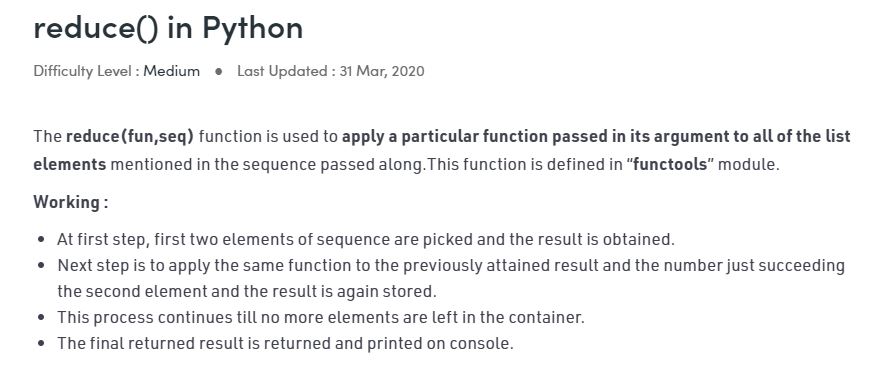 reduce() in Python
Difficulty Level : Medium ● Last Updated : 31 Mar, 2020
The reduce(fun,seq) function is used to apply a particular function passed in its argument to all of the list
elements mentioned in the sequence passed along.This function is defined in “functools” module.
Working :
● At first step, first two elements of sequence are picked and the result is obtained.
● Next step is to apply the same function to the previously attained result and the number just succeeding
the second element and the result is again stored.
● This process continues till no more elements are left in the container.
● The final returned result is returned and printed on console.